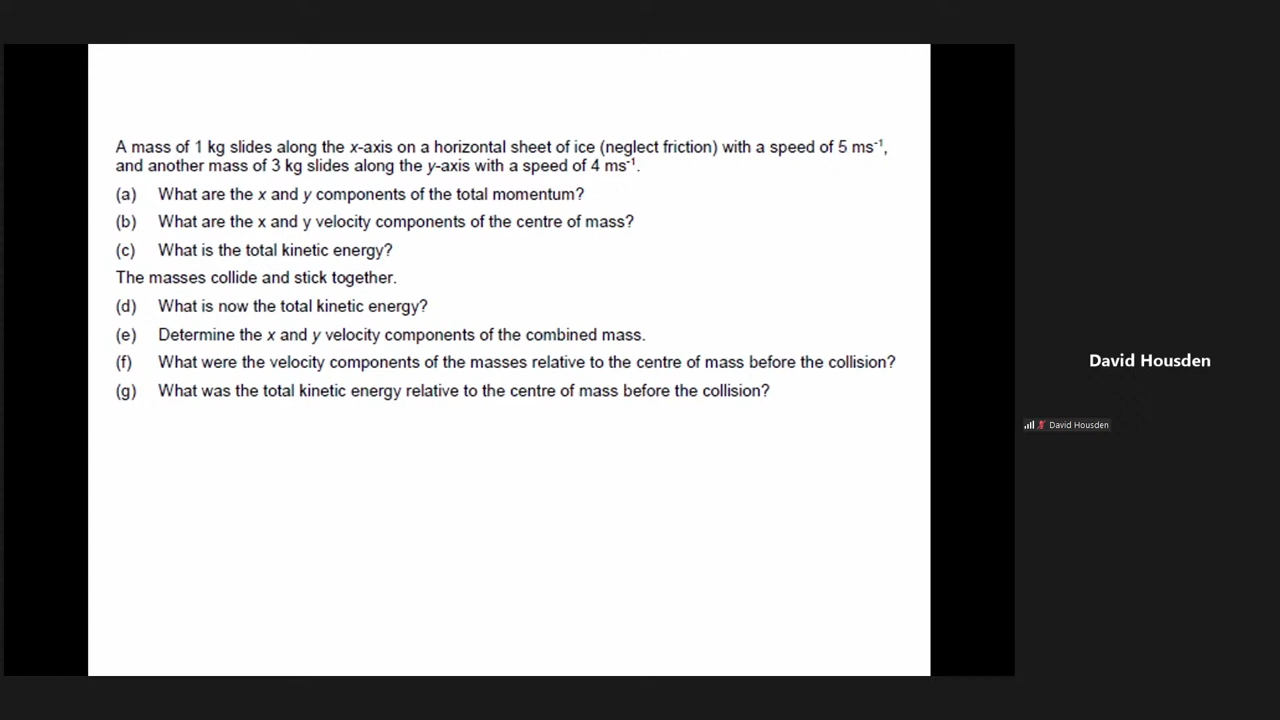 A mass of 1 kg slides along the x-axis on a horizontal sheet of ice (neglect friction) with a speed of 5 ms⁻¹,
and another mass of 3 kg slides along the y-axis with a speed of 4 ms⁻¹.
(a) What are the x and y components of the total momentum?
(b) What are the x and y velocity components of the centre of mass?
(c) What is the total kinetic energy?
The masses collide and stick together.
(d) What is now the total kinetic energy?
(e) Determine the x and y velocity components of the combined mass.
(f) What were the velocity components of the masses relative to the centre of mass before the collision?
(g) What was the total kinetic energy relative to the centre of mass before the collision?
David Housden
David Housden